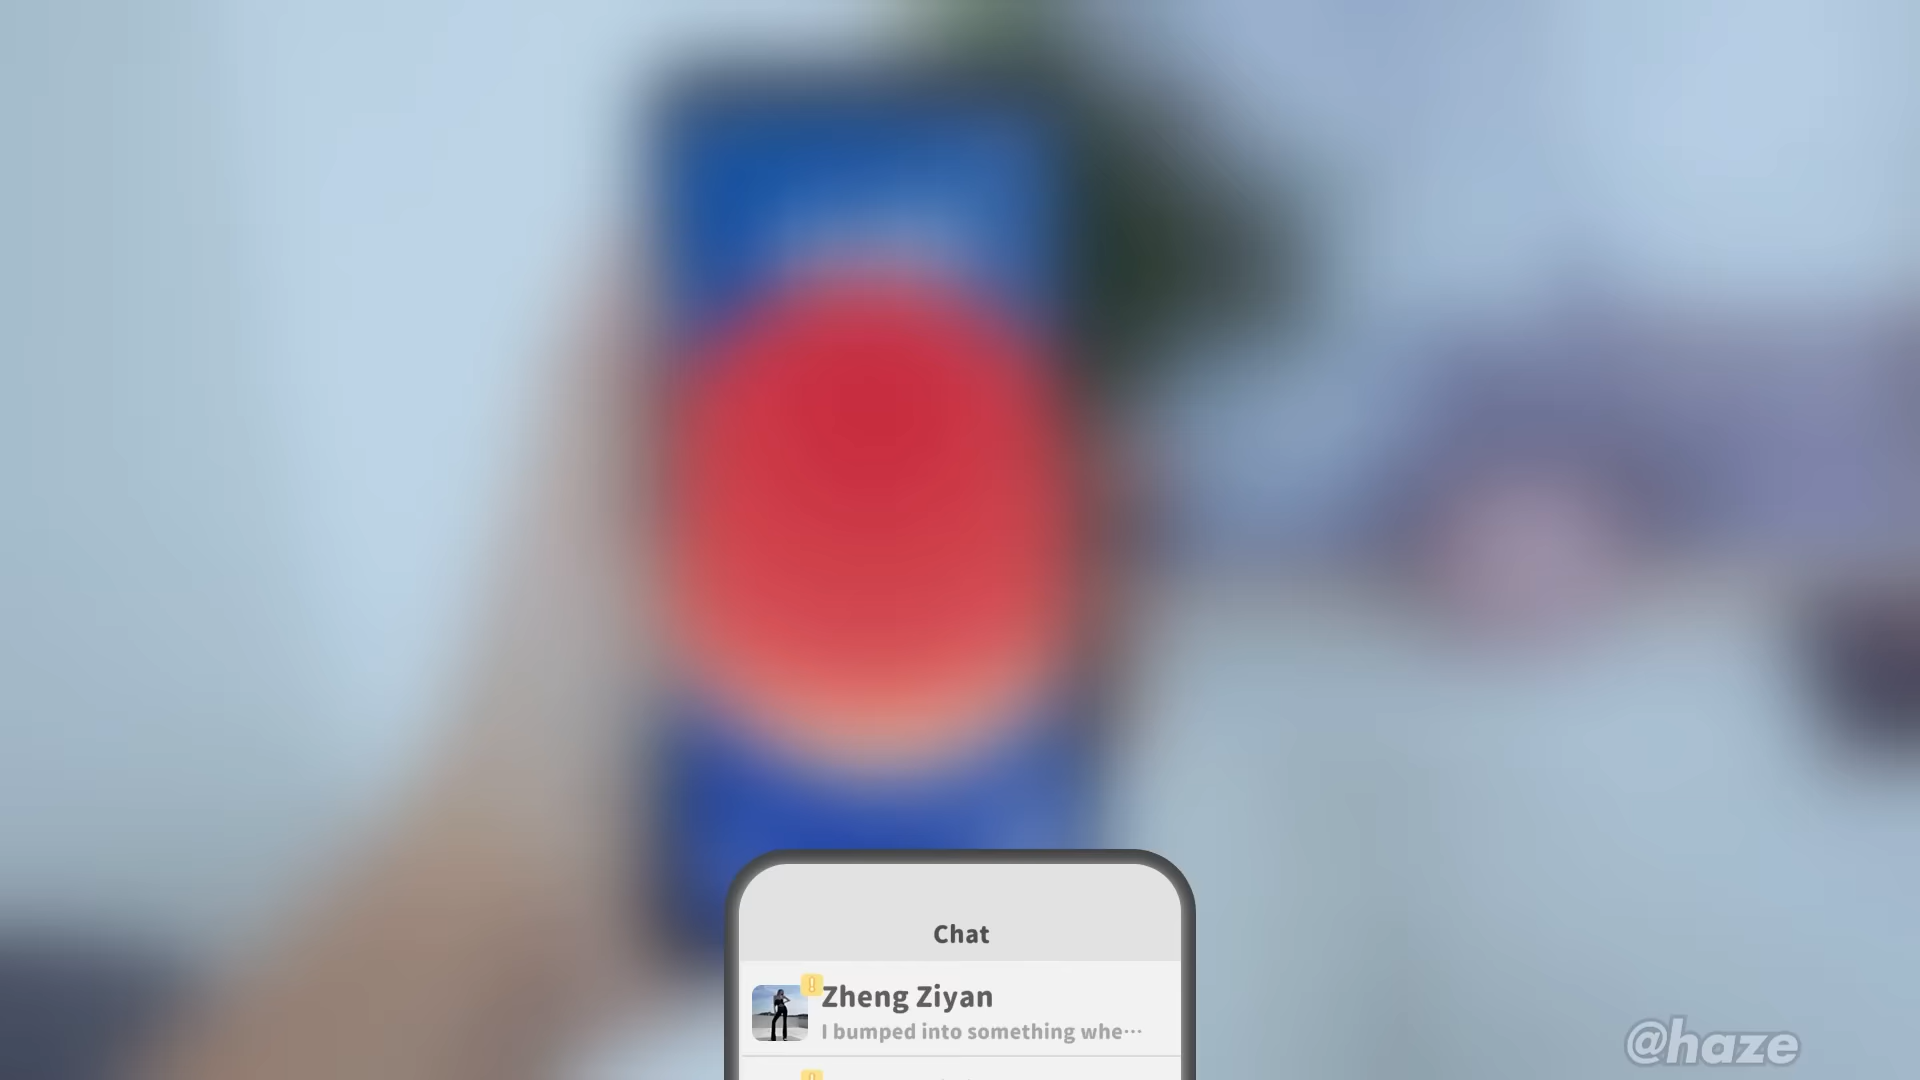 Chat
Zheng Ziyan
I bumped into something whe…
@haze